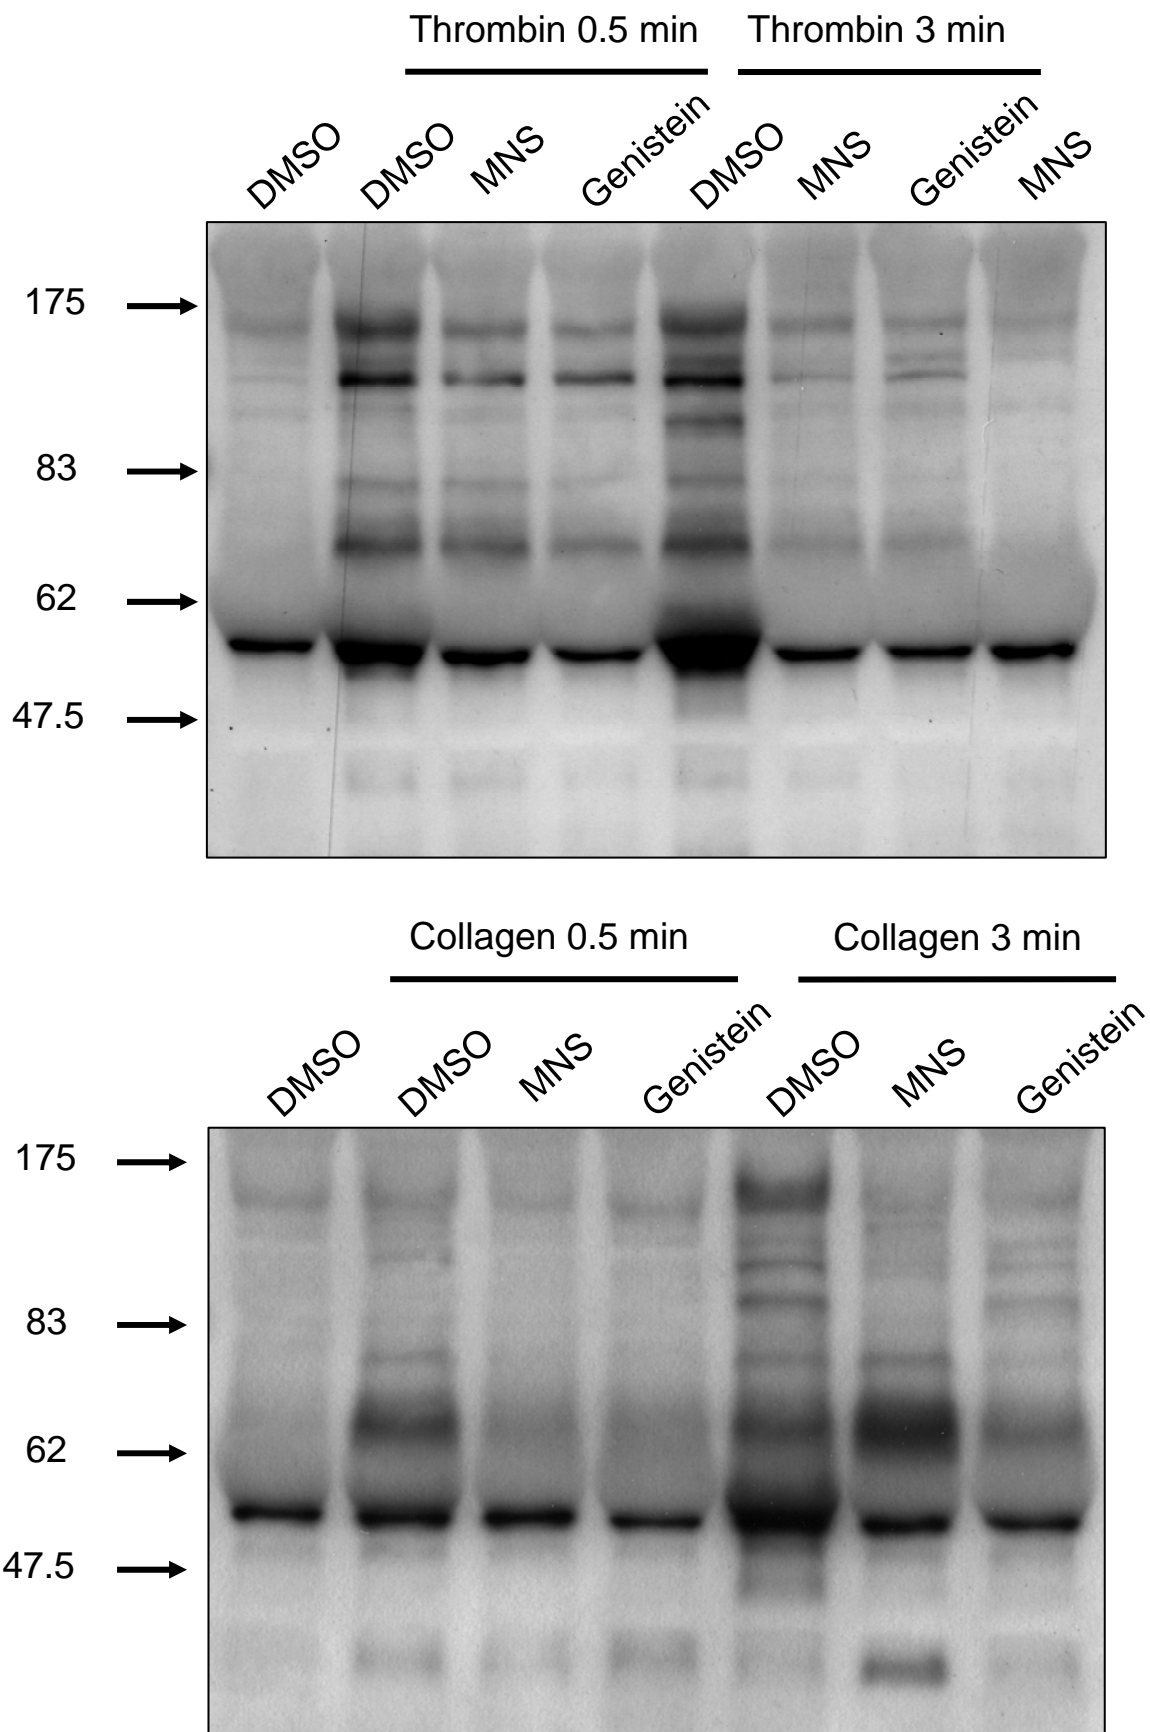 Thrombin 0.5 min Thrombin 3 min
DMSO DMSO MNS Genistein DMSO MNS Genistein MNS
175
83
62
47.5
Collagen 0.5 min Collagen 3 min
DMSO DMSO MNS Genistein DMSO MNS Genistein
175
83
62
47.5